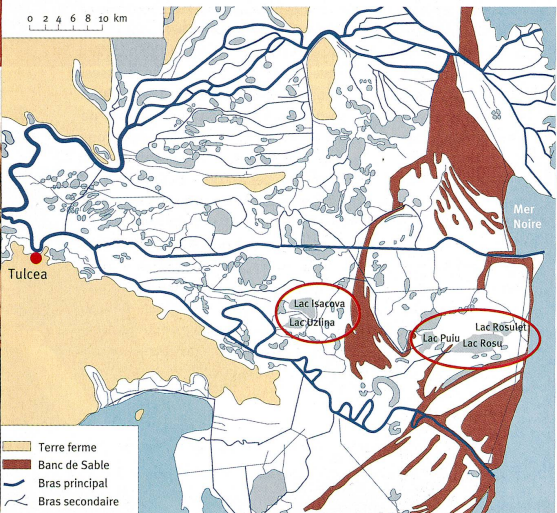 0 2 4 6 8 10 km
Mer
Noire
Tulcea
Lac Isacova
Lac Uzlina
Lac Rosulet
Lac Puiu
Lac Rosu
Terre ferme
Banc de Sable
Bras principal
Bras secondaire